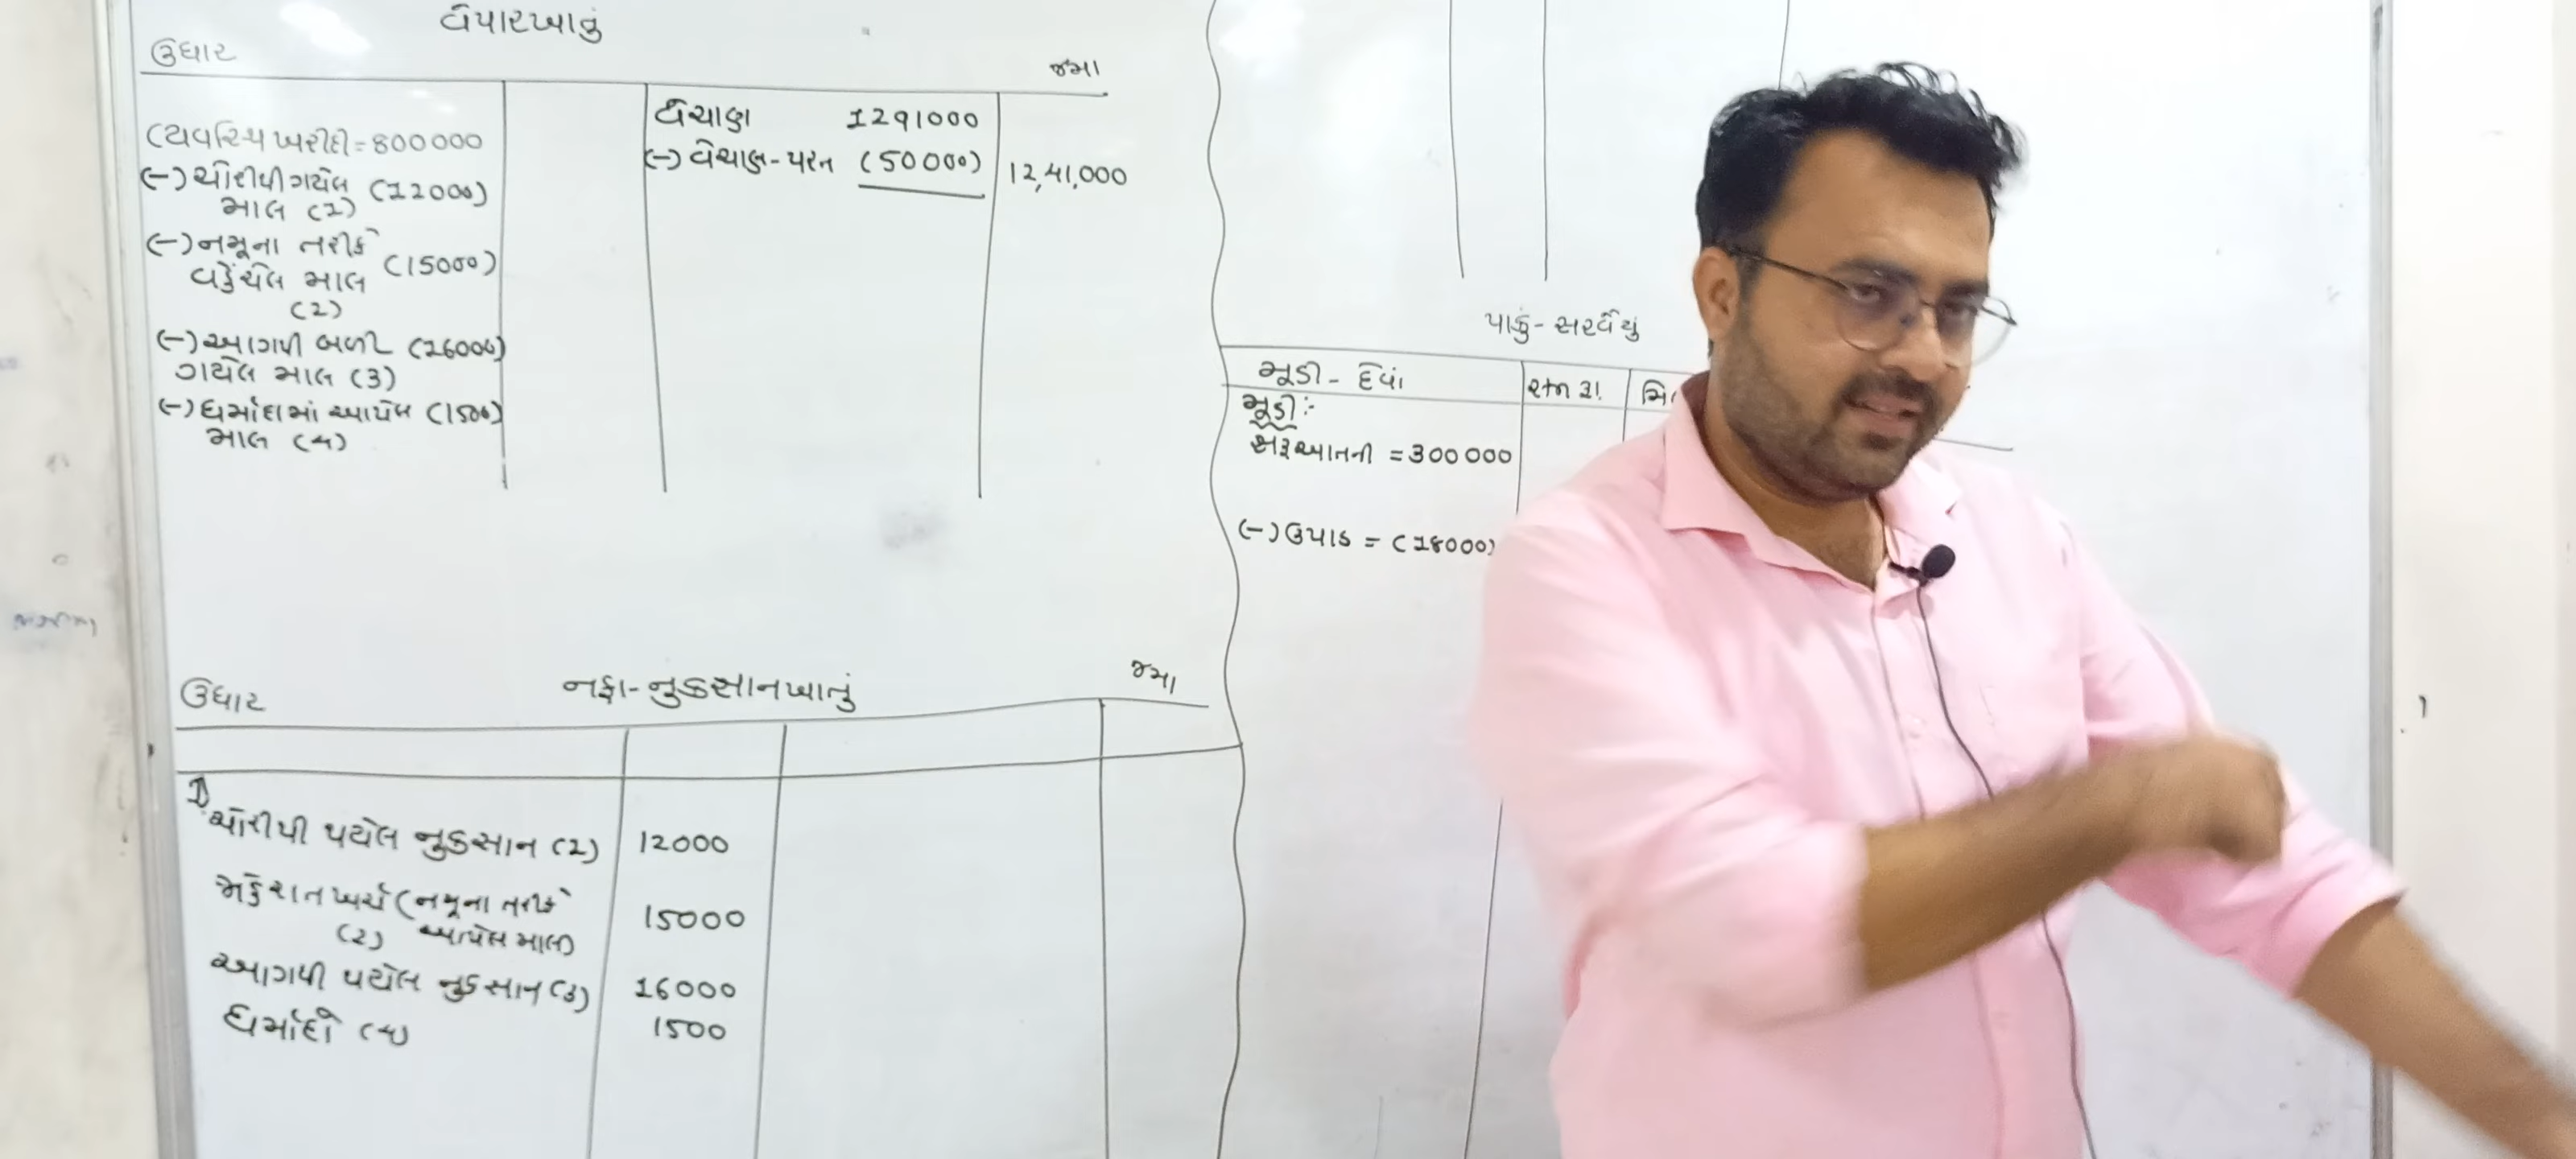 વેપારખાતું
ઉધાર
જમા
(યવસ્થિ ખરીદી = 800000
(-) ચોરીથી ગયેલ (12000)
માલ (1)
(-) નમૂના તરીકે
વહેંચેલ માલ (15000)
(2)
(-) આગથી બળી (16000)
ગયેલ માલ (3)
(-) ધર્માદામાં આપેલ (1500)
માલ (4)
વેચાણ 1291000
(-) વેચાણ-પરત (50000) 12,41,000
ઉધાર
નફા-નુકસાનખાતું
જમા
ચોરીથી થયેલ નુકસાન (2) 12000
જાહેરાત ખર્ચ (નમૂના તરીકે
(2) આપેલ માલ) 15000
આગથી થયેલ નુકસાન (3) 16000
ધર્માદો (4) 1500
પાકું-સરવૈયું
મૂડી - દેવાં
રકમ રૂા.
મિ
મૂડી:-
શરૂઆતની = 300000
(-) ઉપાડ = (18000)